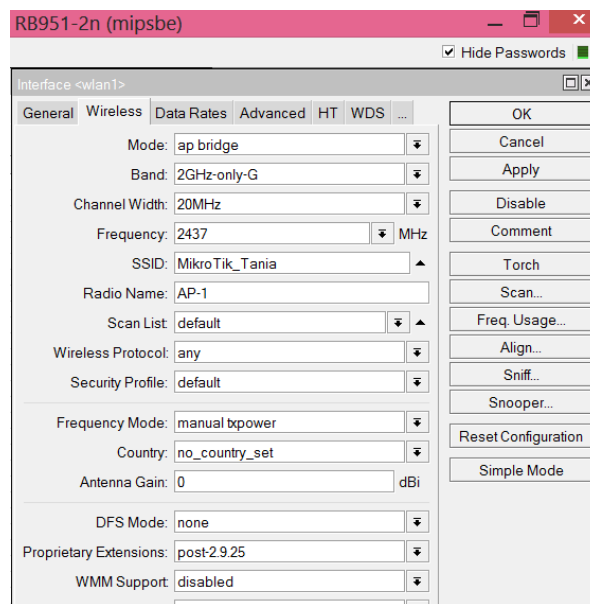 RB951-2n (mipsbe)
Hide Passwords
Interface <wlan1>
General Wireless Data Rates Advanced HT WDS ...
Mode: ap bridge
Band: 2GHz-only-G
Channel Width: 20MHz
Frequency: 2437 MHz
SSID: MikroTik_Tania
Radio Name: AP-1
Scan List: default
Wireless Protocol: any
Security Profile: default
Frequency Mode: manual txpower
Country: no_country_set
Antenna Gain: 0 dBi
DFS Mode: none
Proprietary Extensions: post-2.9.25
WMM Support: disabled
OK
Cancel
Apply
Disable
Comment
Torch
Scan...
Freq. Usage...
Align...
Sniff...
Snooper...
Reset Configuration
Simple Mode